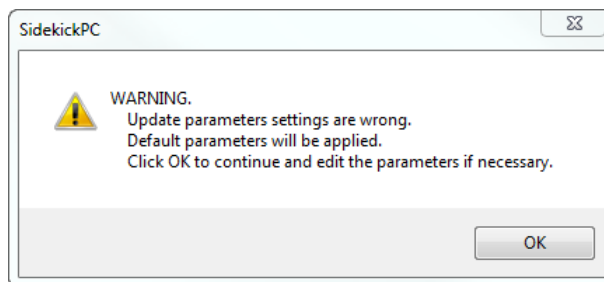 SidekickPC
WARNING.
Update parameters settings are wrong.
Default parameters will be applied.
Click OK to continue and edit the parameters if necessary.
OK